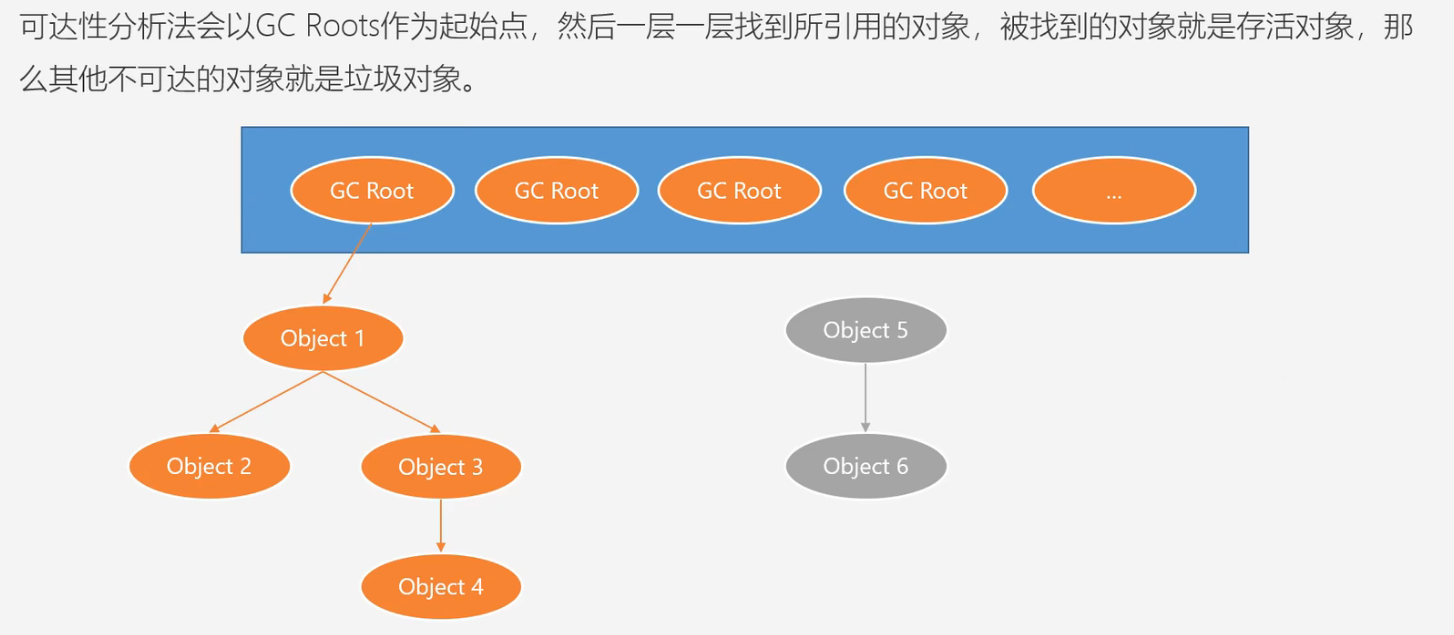 可达性分析法会以GC Roots作为起始点，然后一层一层找到所引用的对象，被找到的对象就是存活对象，那
么其他不可达的对象就是垃圾对象。
GC Root
GC Root
GC Root
GC Root
...
Object 1
Object 5
Object 2
Object 3
Object 6
Object 4